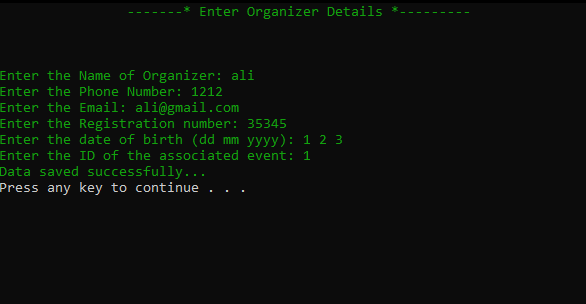 -------* Enter Organizer Details *---------
Enter the Name of Organizer: ali
Enter the Phone Number: 1212
Enter the Email: ali@gmail.com
Enter the Registration number: 35345
Enter the date of birth (dd mm yyyy): 1 2 3
Enter the ID of the associated event: 1
Data saved successfully...
Press any key to continue . . .